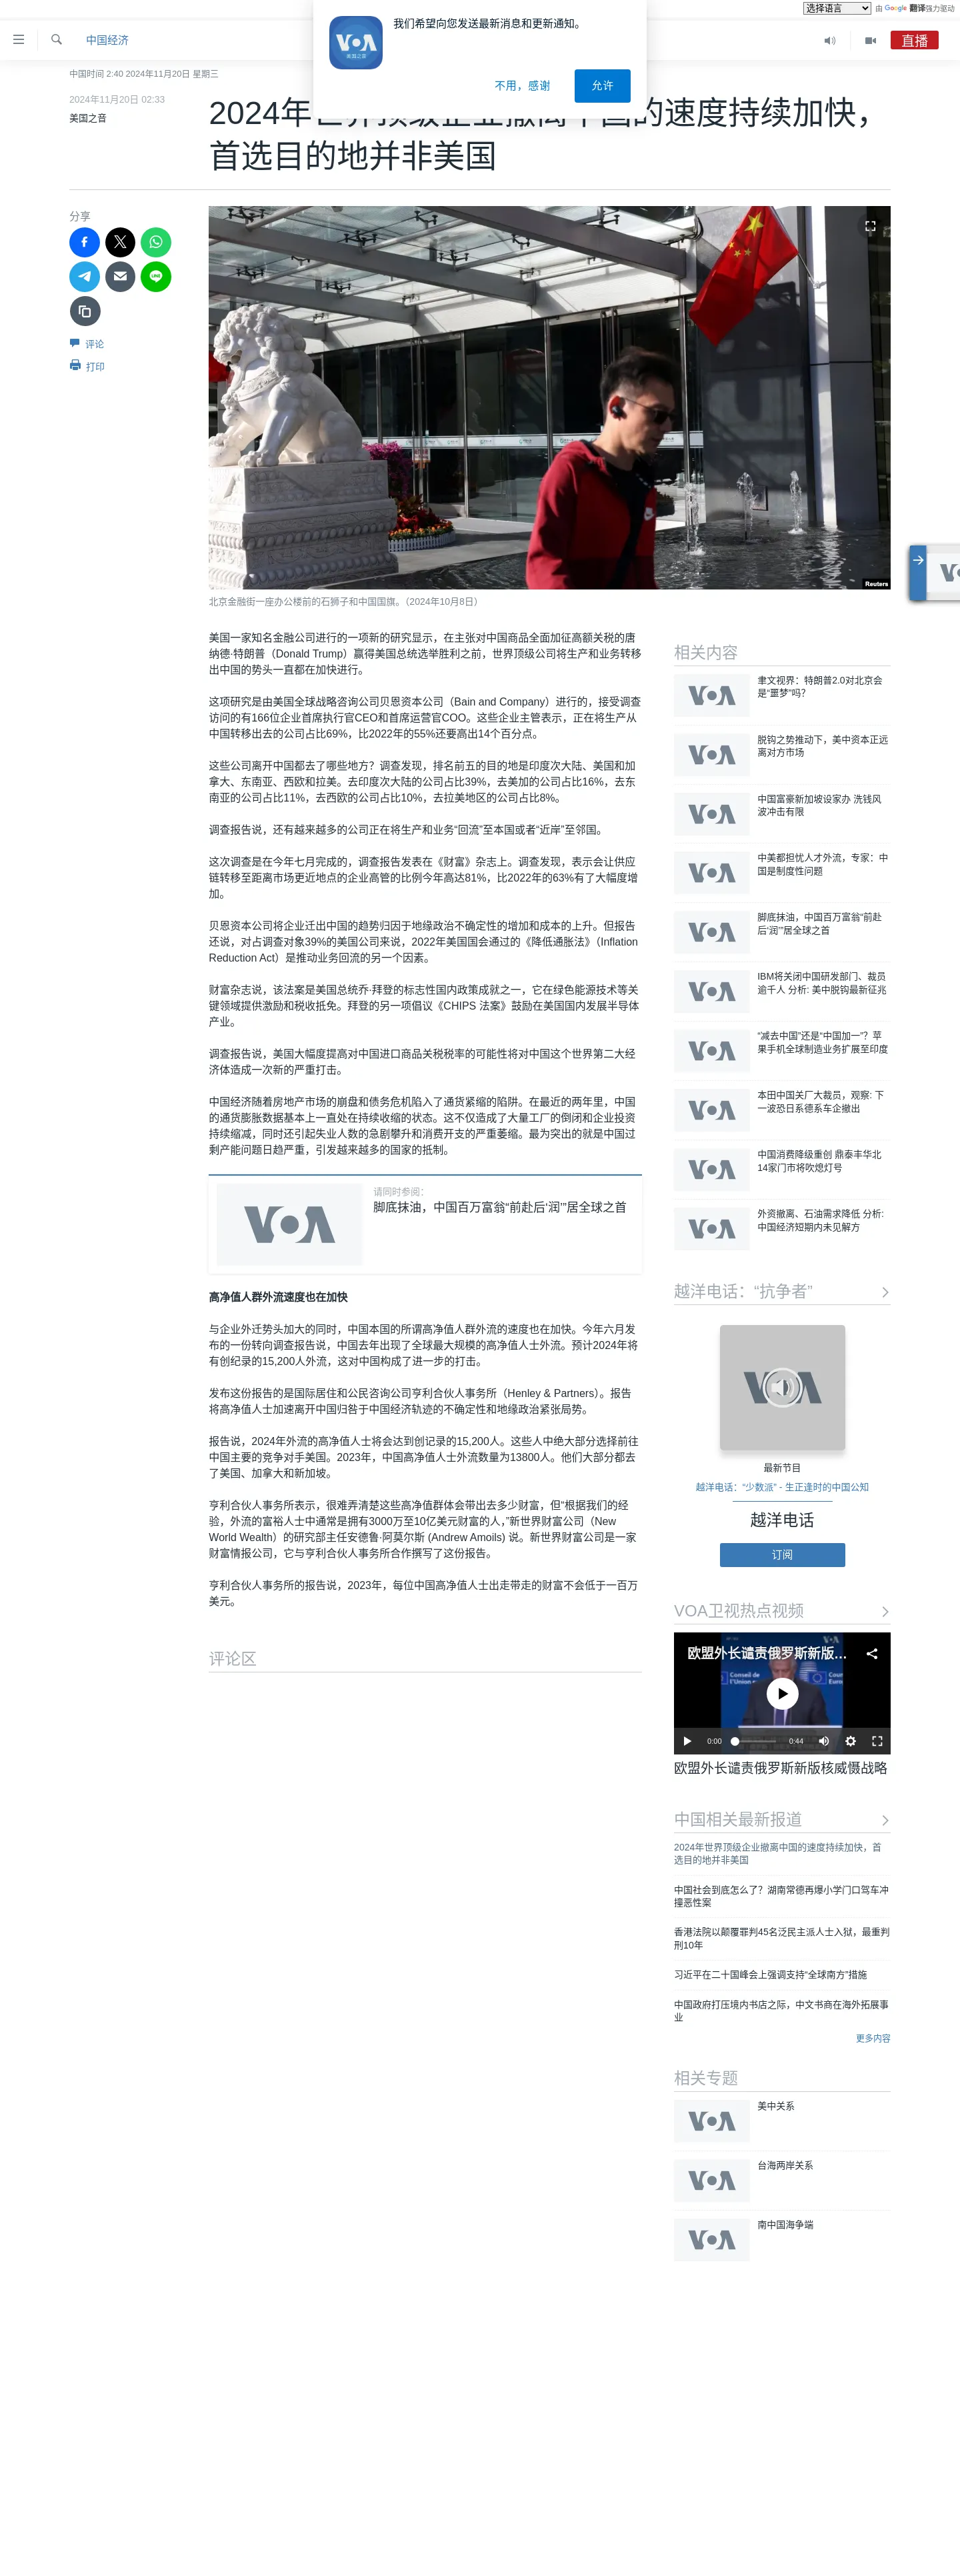 选择语言 由 Google 翻译强力驱动
我们希望向您发送最新消息和更新通知。
VOA
美国之音
不用，感谢
允许
中国经济
直播
中国时间 2:40 2024年11月20日 星期三
2024年11月20日 02:33
美国之音
2024年世界顶级企业撤离中国的速度持续加快，
首选目的地并非美国
分享
评论
打印
Reuters
北京金融街一座办公楼前的石狮子和中国国旗。（2024年10月8日）
美国一家知名金融公司进行的一项新的研究显示，在主张对中国商品全面加征高额关税的唐
纳德·特朗普（Donald Trump）赢得美国总统选举胜利之前，世界顶级公司将生产和业务转移
出中国的势头一直都在加快进行。
这项研究是由美国全球战略咨询公司贝恩资本公司（Bain and Company）进行的，接受调查
访问的有166位企业首席执行官CEO和首席运营官COO。这些企业主管表示，正在将生产从
中国转移出去的公司占比69%，比2022年的55%还要高出14个百分点。
这些公司离开中国都去了哪些地方？调查发现，排名前五的目的地是印度次大陆、美国和加
拿大、东南亚、西欧和拉美。去印度次大陆的公司占比39%，去美加的公司占比16%，去东
南亚的公司占比11%，去西欧的公司占比10%，去拉美地区的公司占比8%。
调查报告说，还有越来越多的公司正在将生产和业务“回流”至本国或者“近岸”至邻国。
这次调查是在今年七月完成的，调查报告发表在《财富》杂志上。调查发现，表示会让供应
链转移至距离市场更近地点的企业高管的比例今年高达81%，比2022年的63%有了大幅度增
加。
贝恩资本公司将企业迁出中国的趋势归因于地缘政治不确定性的增加和成本的上升。但报告
还说，对占调查对象39%的美国公司来说，2022年美国国会通过的《降低通胀法》（Inflation
Reduction Act）是推动业务回流的另一个因素。
财富杂志说，该法案是美国总统乔·拜登的标志性国内政策成就之一，它在绿色能源技术等关
键领域提供激励和税收抵免。拜登的另一项倡议《CHIPS 法案》鼓励在美国国内发展半导体
产业。
调查报告说，美国大幅度提高对中国进口商品关税税率的可能性将对中国这个世界第二大经
济体造成一次新的严重打击。
中国经济随着房地产市场的崩盘和债务危机陷入了通货紧缩的陷阱。在最近的两年里，中国
的通货膨胀数据基本上一直处在持续收缩的状态。这不仅造成了大量工厂的倒闭和企业投资
持续缩减，同时还引起失业人数的急剧攀升和消费开支的严重萎缩。最为突出的就是中国过
剩产能问题日趋严重，引发越来越多的国家的抵制。
VOA
请同时参阅：
脚底抹油，中国百万富翁“前赴后‘润’”居全球之首
高净值人群外流速度也在加快
与企业外迁势头加大的同时，中国本国的所谓高净值人群外流的速度也在加快。今年六月发
布的一份转向调查报告说，中国去年出现了全球最大规模的高净值人士外流。预计2024年将
有创纪录的15,200人外流，这对中国构成了进一步的打击。
发布这份报告的是国际居住和公民咨询公司亨利合伙人事务所（Henley & Partners）。报告
将高净值人士加速离开中国归咎于中国经济轨迹的不确定性和地缘政治紧张局势。
报告说，2024年外流的高净值人士将会达到创记录的15,200人。这些人中绝大部分选择前往
中国主要的竞争对手美国。2023年，中国高净值人士外流数量为13800人。他们大部分都去
了美国、加拿大和新加坡。
亨利合伙人事务所表示，很难弄清楚这些高净值群体会带出去多少财富，但“根据我们的经
验，外流的富裕人士中通常是拥有3000万至10亿美元财富的人，”新世界财富公司（New
World Wealth）的研究部主任安德鲁·阿莫尔斯 (Andrew Amoils) 说。新世界财富公司是一家
财富情报公司，它与亨利合伙人事务所合作撰写了这份报告。
亨利合伙人事务所的报告说，2023年，每位中国高净值人士出走带走的财富不会低于一百万
美元。
评论区
相关内容
VOA
聿文视界：特朗普2.0对北京会
是“噩梦”吗？
VOA
脱钩之势推动下，美中资本正远
离对方市场
VOA
中国富豪新加坡设家办 洗钱风
波冲击有限
VOA
中美都担忧人才外流，专家：中
国是制度性问题
VOA
脚底抹油，中国百万富翁“前赴
后‘润’”居全球之首
VOA
IBM将关闭中国研发部门、裁员
逾千人 分析: 美中脱钩最新征兆
VOA
“减去中国”还是“中国加一”？苹
果手机全球制造业务扩展至印度
VOA
本田中国关厂大裁员，观察: 下
一波恐日系德系车企撤出
VOA
中国消费降级重创 鼎泰丰华北
14家门市将吹熄灯号
VOA
外资撤离、石油需求降低 分析:
中国经济短期内未见解方
越洋电话：“抗争者”
VOA
最新节目
越洋电话：“少数派” - 生正逢时的中国公知
越洋电话
订阅
VOA卫视热点视频
欧盟外长谴责俄罗斯新版...
0:00
0:44
欧盟外长谴责俄罗斯新版核威慑战略
中国相关最新报道
2024年世界顶级企业撤离中国的速度持续加快，首
选目的地并非美国
中国社会到底怎么了？湖南常德再爆小学门口驾车冲
撞恶性案
香港法院以颠覆罪判45名泛民主派人士入狱，最重判
刑10年
习近平在二十国峰会上强调支持“全球南方”措施
中国政府打压境内书店之际，中文书商在海外拓展事
业
更多内容
相关专题
VOA
美中关系
VOA
台海两岸关系
VOA
南中国海争端